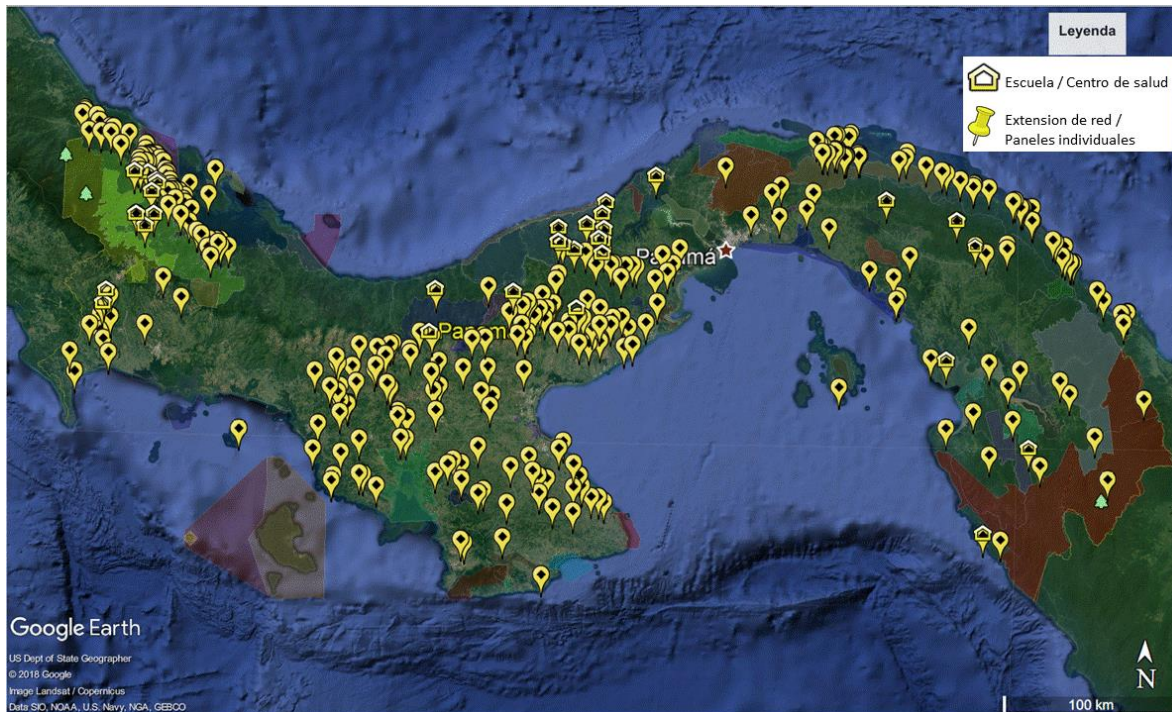 Leyenda
Escuela / Centro de salud
Extension de red /
Paneles individuales
Panamá
Panam
Google Earth
US Dept of State Geographer
© 2018 Google
Image Landsat / Copernicus
Data SIO, NOAA, U.S. Navy, NGA, GEBCO
N
100 km